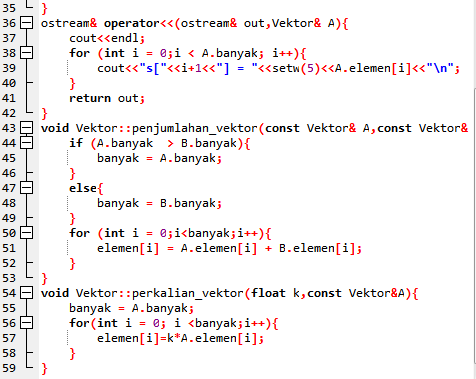 35 }
36 ostream& operator<<(ostream& out,Vektor& A){
37 cout<<endl;
38 for (int i = 0;i < A.banyak; i++){
39 cout<<"s["<<i+1<<"] = "<<setw(5)<<A.elemen[i]<<"\n";
40 }
41 return out;
42 }
43 void Vektor::penjumlahan_vektor(const Vektor& A,const Vektor&
44 if (A.banyak  > B.banyak){
45 banyak = A.banyak;
46 }
47 else{
48 banyak = B.banyak;
49 }
50 for (int i = 0;i<banyak;i++){
51 elemen[i] = A.elemen[i] + B.elemen[i];
52 }
53 }
54 void Vektor::perkalian_vektor(float k,const Vektor&A){
55 banyak = A.banyak;
56 for(int i = 0; i <banyak;i++){
57 elemen[i]=k*A.elemen[i];
58 }
59 }